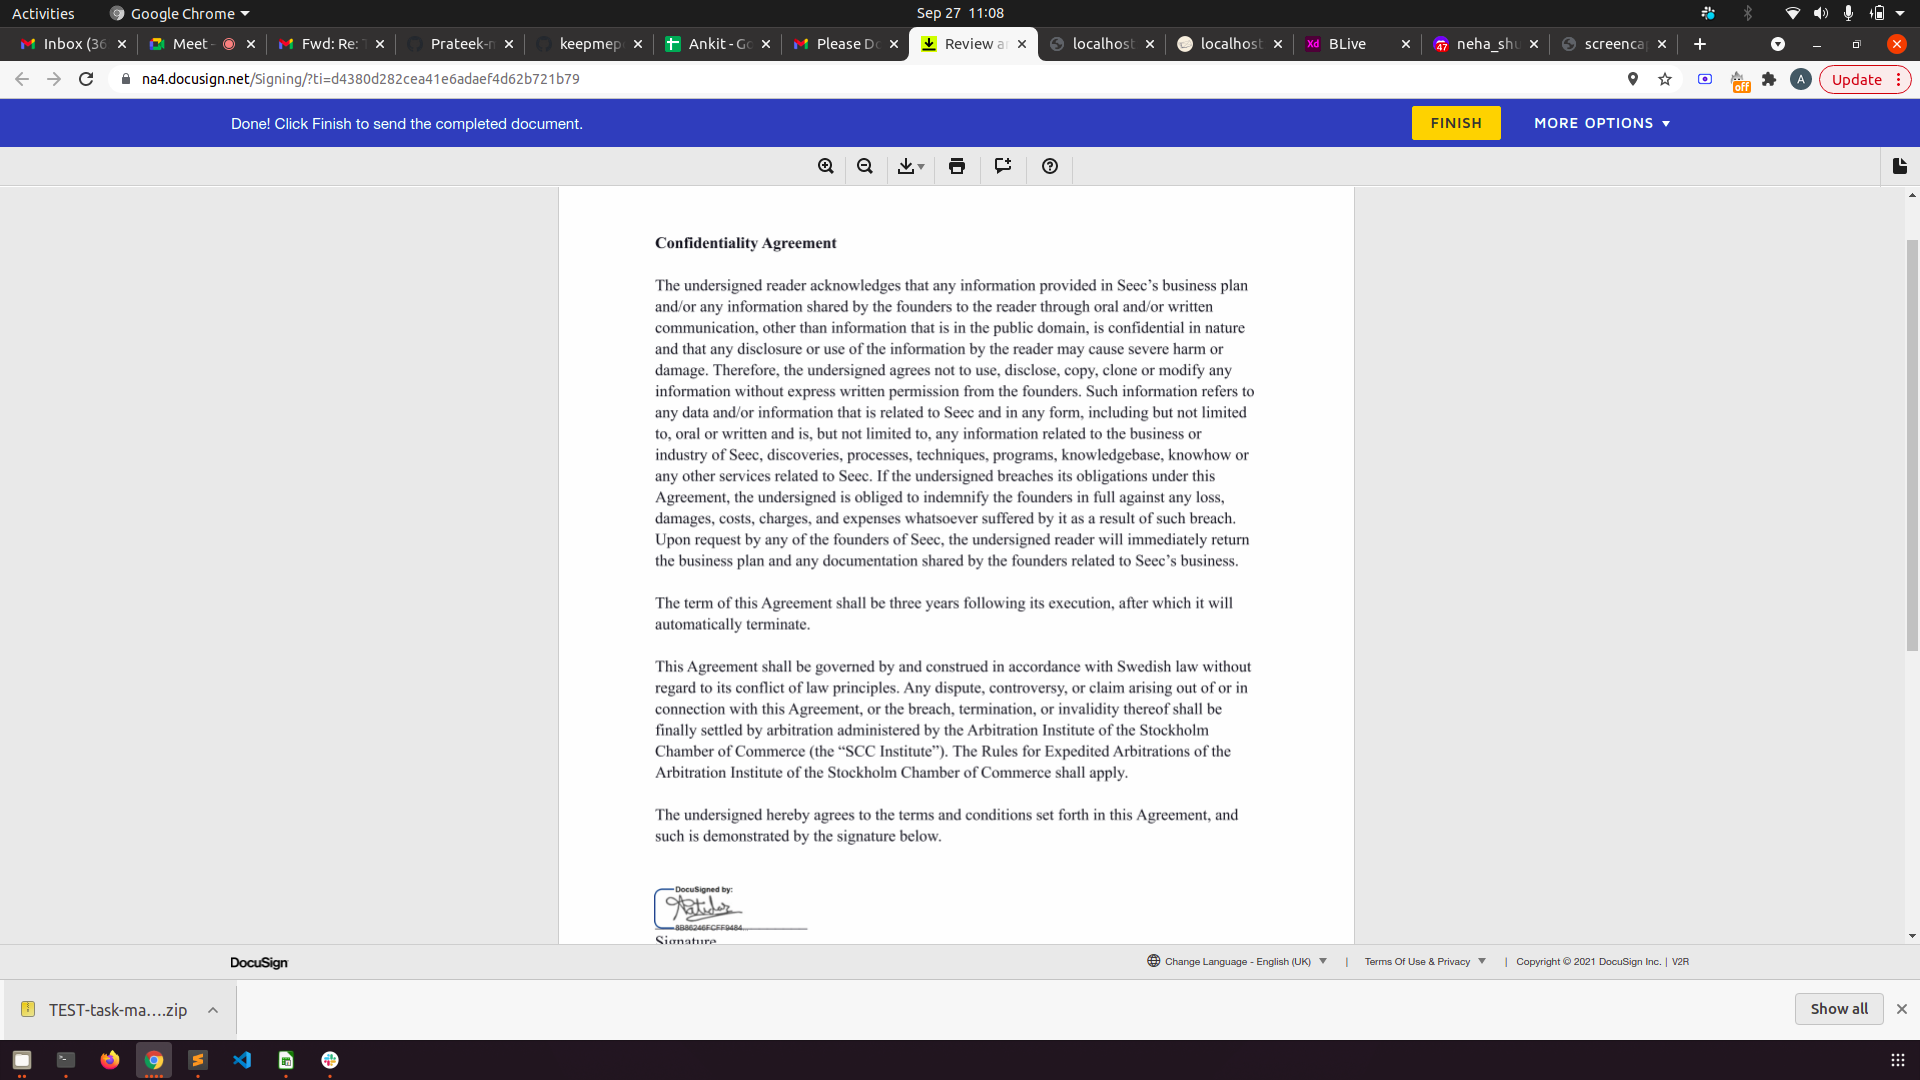 Activities
Google Chrome
Sep 27 11:08
Inbox (36
Meet -
Fwd: Re: T
Prateek-n
keepmepo
Ankit - Go
Please Do
Review a
localhost
localhost
BLive
neha_shu
screenca
na4.docusign.net/Signing/?ti=d4380d282cea41e6adaef4d62b721b79
off
A
Update
Done! Click Finish to send the completed document.
FINISH
MORE OPTIONS
Confidentiality Agreement
The undersigned reader acknowledges that any information provided in Seec’s business plan
and/or any information shared by the founders to the reader through oral and/or written
communication, other than information that is in the public domain, is confidential in nature
and that any disclosure or use of the information by the reader may cause severe harm or
damage. Therefore, the undersigned agrees not to use, disclose, copy, clone or modify any
information without express written permission from the founders. Such information refers to
any data and/or information that is related to Seec and in any form, including but not limited
to, oral or written and is, but not limited to, any information related to the business or
industry of Seec, discoveries, processes, techniques, programs, knowledgebase, knowhow or
any other services related to Seec. If the undersigned breaches its obligations under this
Agreement, the undersigned is obliged to indemnify the founders in full against any loss,
damages, costs, charges, and expenses whatsoever suffered by it as a result of such breach.
Upon request by any of the founders of Seec, the undersigned reader will immediately return
the business plan and any documentation shared by the founders related to Seec’s business.
The term of this Agreement shall be three years following its execution, after which it will
automatically terminate.
This Agreement shall be governed by and construed in accordance with Swedish law without
regard to its conflict of law principles. Any dispute, controversy, or claim arising out of or in
connection with this Agreement, or the breach, termination, or invalidity thereof shall be
finally settled by arbitration administered by the Arbitration Institute of the Stockholm
Chamber of Commerce (the “SCC Institute”). The Rules for Expedited Arbitrations of the
Arbitration Institute of the Stockholm Chamber of Commerce shall apply.
The undersigned hereby agrees to the terms and conditions set forth in this Agreement, and
such is demonstrated by the signature below.
DocuSigned by:
8B86246FCFF9484...
Signature
DocuSign
Change Language - English (UK)
Terms Of Use & Privacy
Copyright © 2021 DocuSign Inc. | V2R
TEST-task-ma....zip
Show all